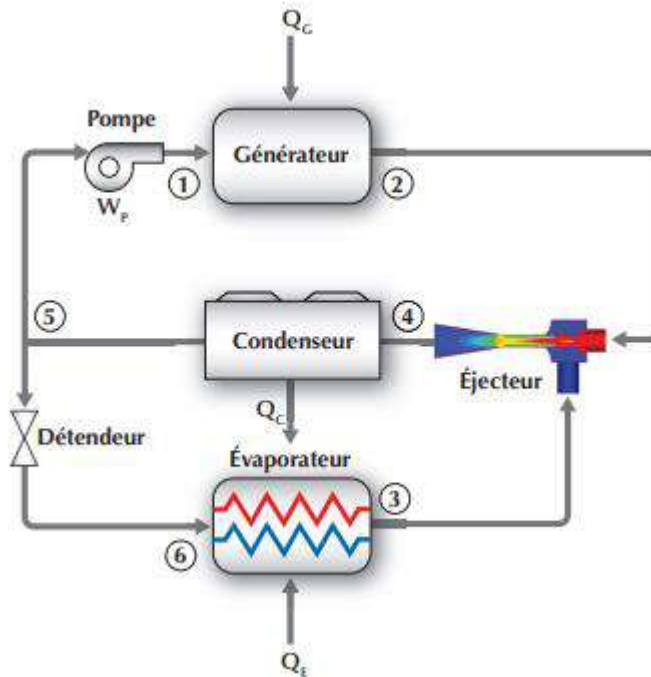 Q_G
Pompe
Générateur
W_P
①
②
⑤
Condenseur
④
Éjecteur
Q_C
Détendeur
Évaporateur
③
⑥
Q_E